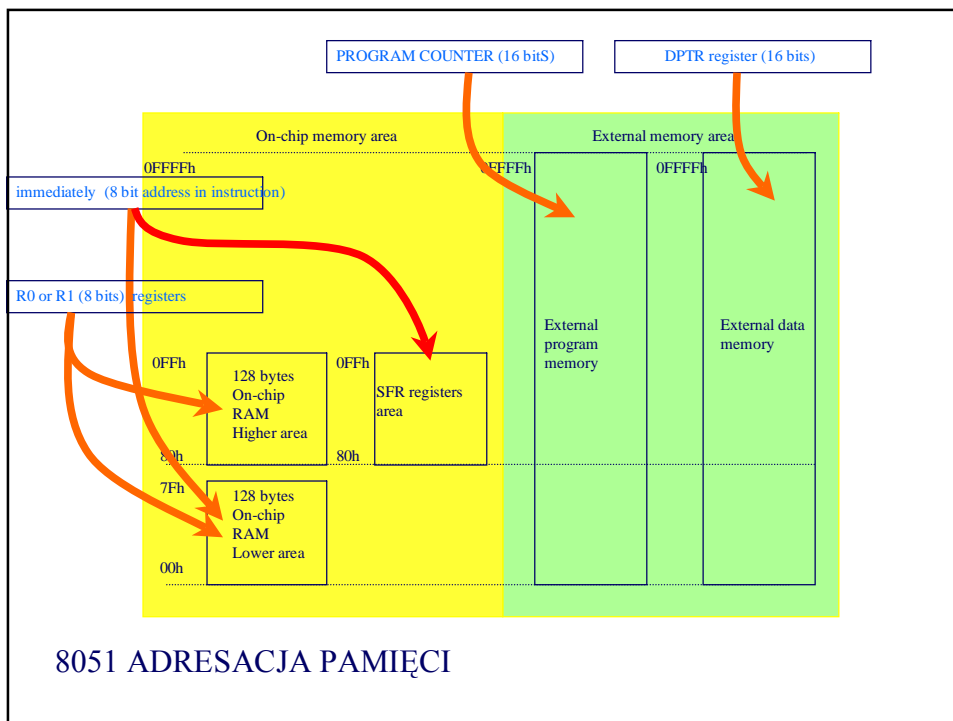 PROGRAM COUNTER (16 bitS)
DPTR register (16 bits)
On-chip memory area
External memory area
0FFFFh
0FFFFh
0FFFFh
immediately (8 bit address in instruction)
R0 or R1 (8 bits) registers
External
program
memory
External data
memory
0FFh
128 bytes
On-chip
RAM
Higher area
0FFh
SFR registers
area
80h
80h
7Fh
128 bytes
On-chip
RAM
Lower area
00h
8051 ADRESACJA PAMIĘCI